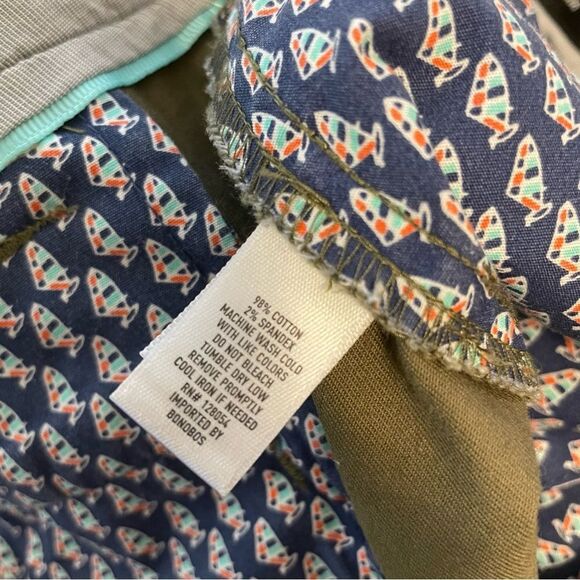 98% COTTON
2% SPANDEX
MACHINE WASH COLD
WITH LIKE COLORS
DO NOT BLEACH
TUMBLE DRY LOW
REMOVE PROMPTLY
COOL IRON IF NEEDED
RN# 128054
IMPORTED BY
BONOBOS